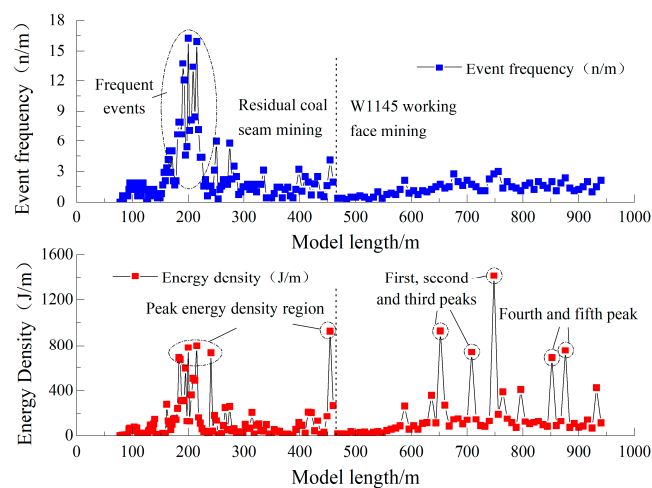 18
15
12
9
6
3
0
Event frequency（n/m）
Frequent
events
Event frequency（n/m）
Residual coal
seam mining
W1145 working
face mining
0 100 200 300 400 500 600 700 800 900 1000
Model length/m
1600
1200
800
400
0
Energy Density（J/m）
Energy density（J/m）
Peak energy density region
First, second
and third peaks
Fourth and fifth peak
0 100 200 300 400 500 600 700 800 900 1000
Model length/m